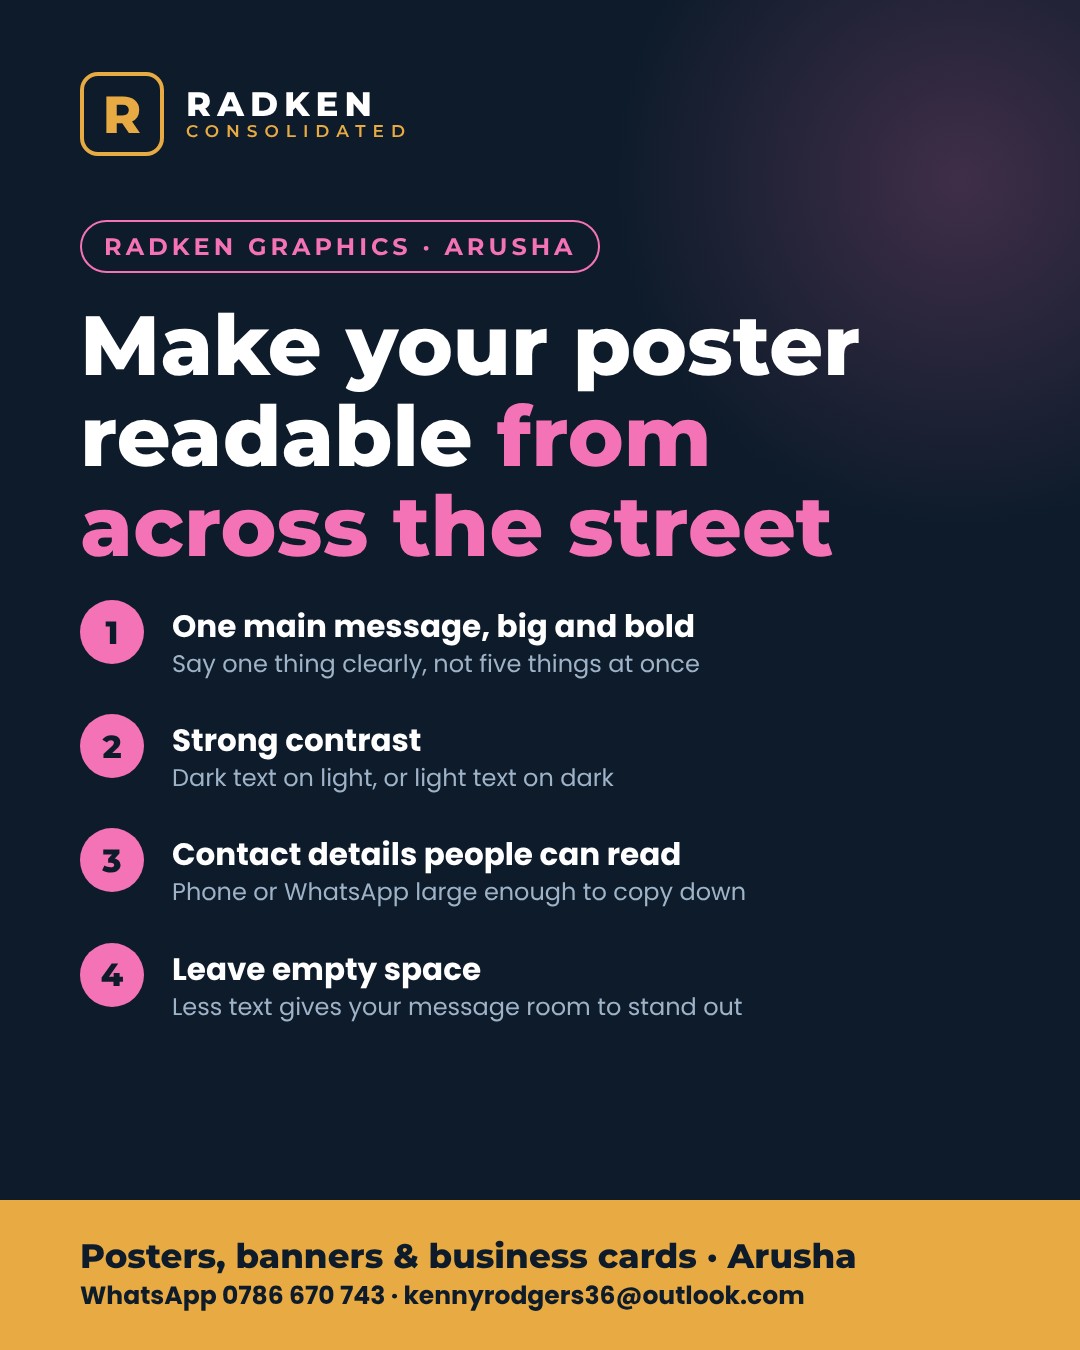 R
RADKEN
CONSOLIDATED
RADKEN GRAPHICS · ARUSHA
Make your poster
readable from
across the street
1
One main message, big and bold
Say one thing clearly, not five things at once
2
Strong contrast
Dark text on light, or light text on dark
3
Contact details people can read
Phone or WhatsApp large enough to copy down
4
Leave empty space
Less text gives your message room to stand out
Posters, banners & business cards · Arusha
WhatsApp 0786 670 743 · kennyrodgers36@outlook.com